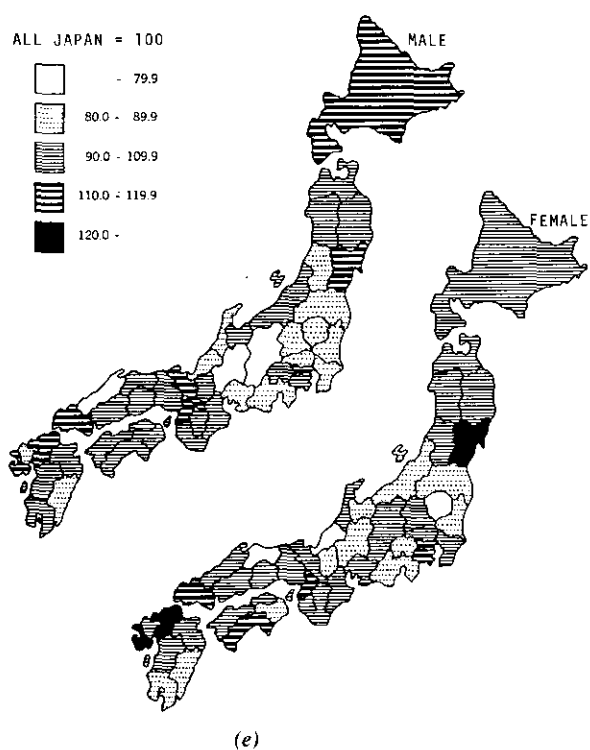 ALL JAPAN = 100
- 79.9
80.0 - 89.9
90.0 - 109.9
110.0 - 119.9
120.0 -
MALE
FEMALE
(e)